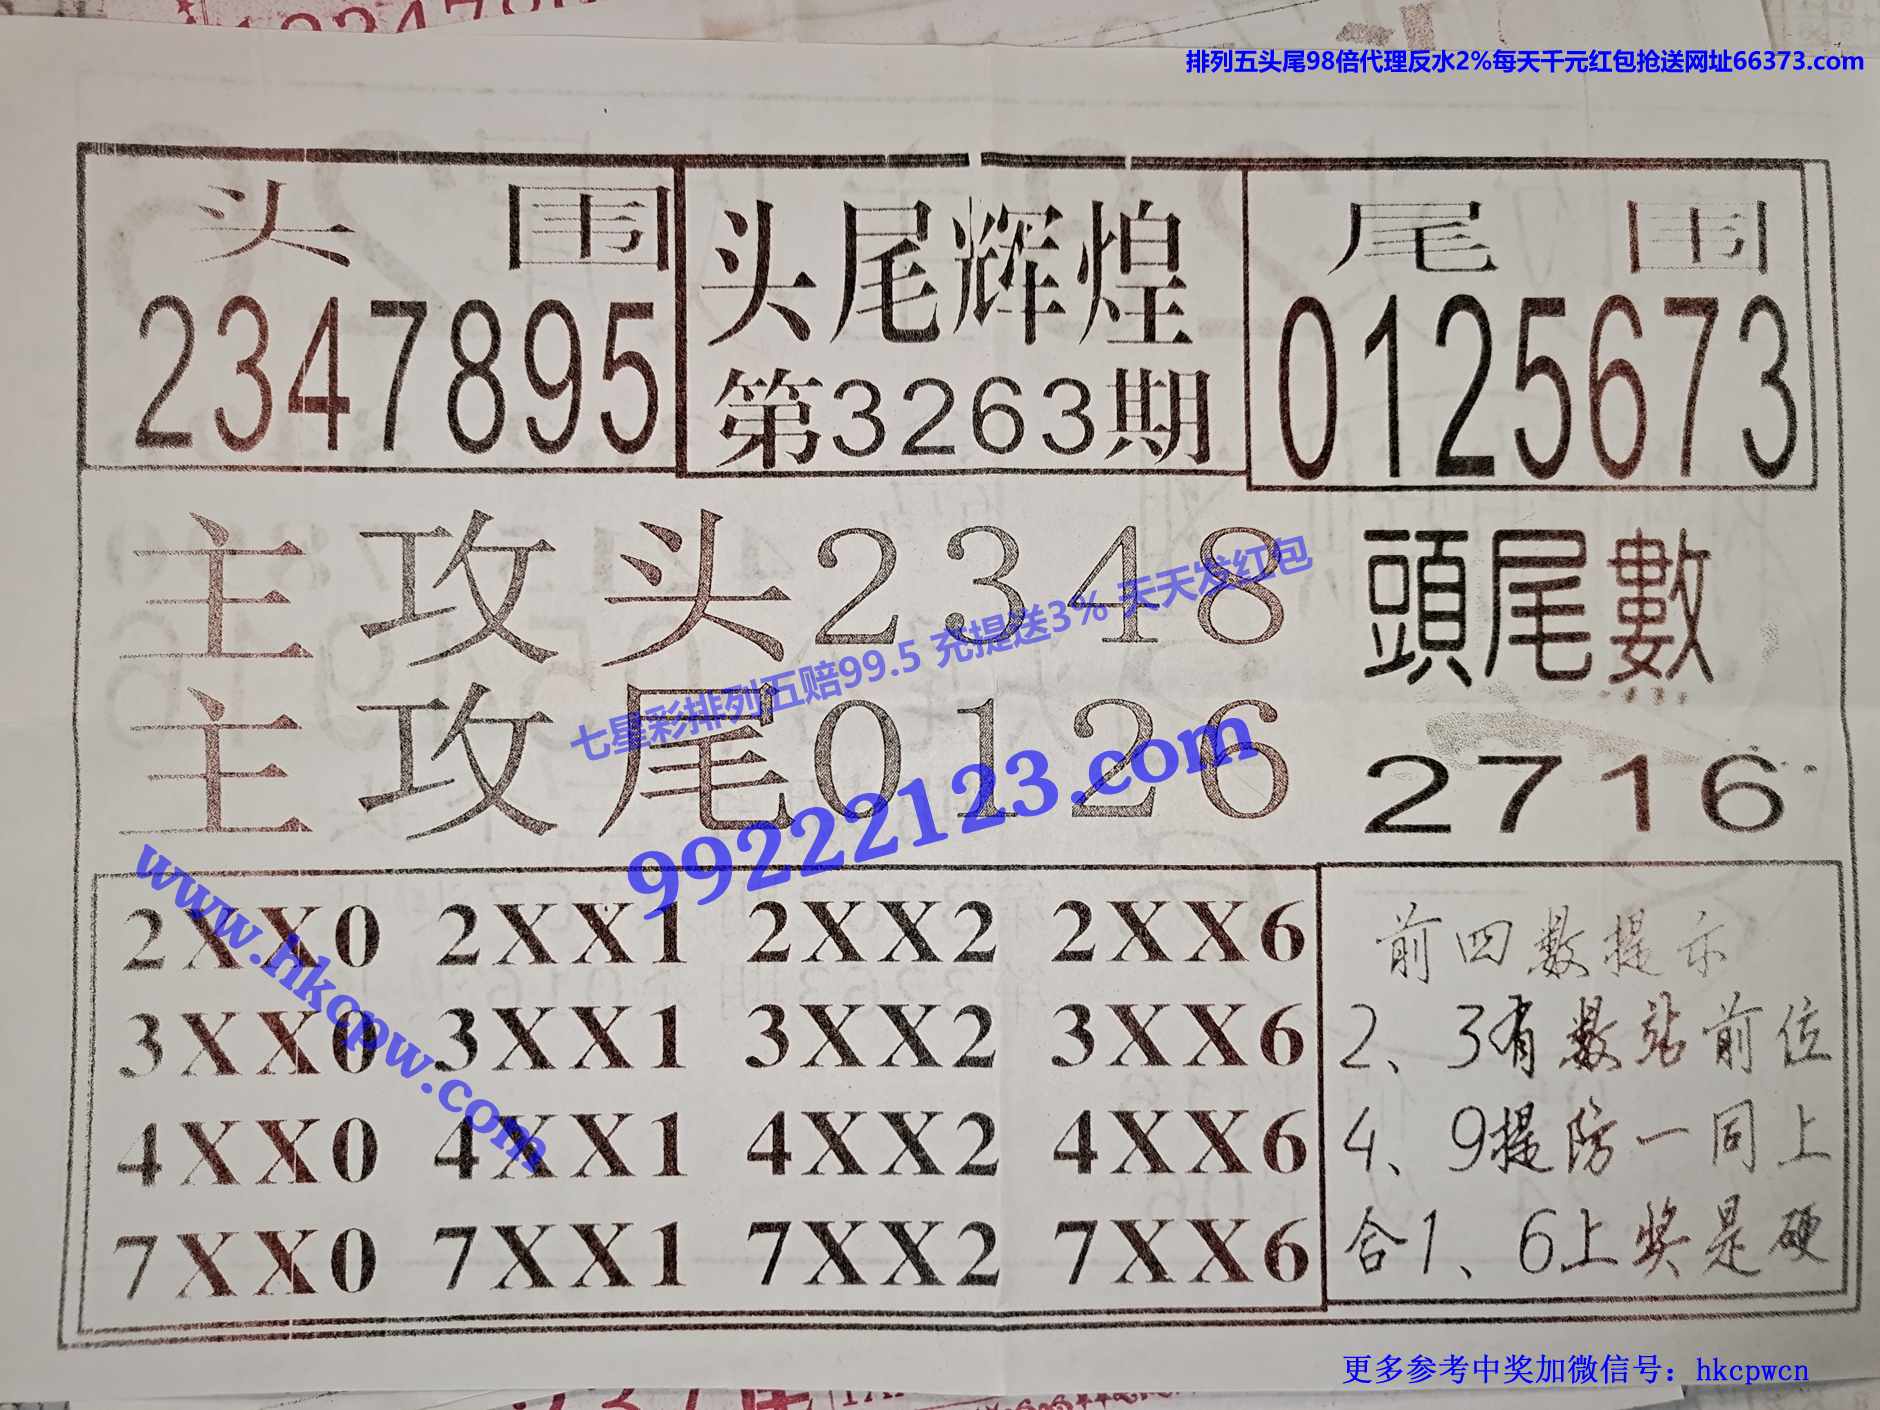 排列五头尾98倍代理反水2%每天千元红包抢送网址66373.com
头 围
2347895
头尾辉煌
第3263期
尾 围
0125673
主攻头2348
主攻尾0126
頭尾數
2716
七星彩排列五赔99.5 充提送3% 天天发红包
99222123.com
www.hkcpw.com
2XX0 2XX1 2XX2 2XX6
3XX0 3XX1 3XX2 3XX6
4XX0 4XX1 4XX2 4XX6
7XX0 7XX1 7XX2 7XX6
前四数提示
2、3有数站前位
4、9提防一同上
合1、6上奖是硬
更多参考中奖加微信号：hkcpwcn